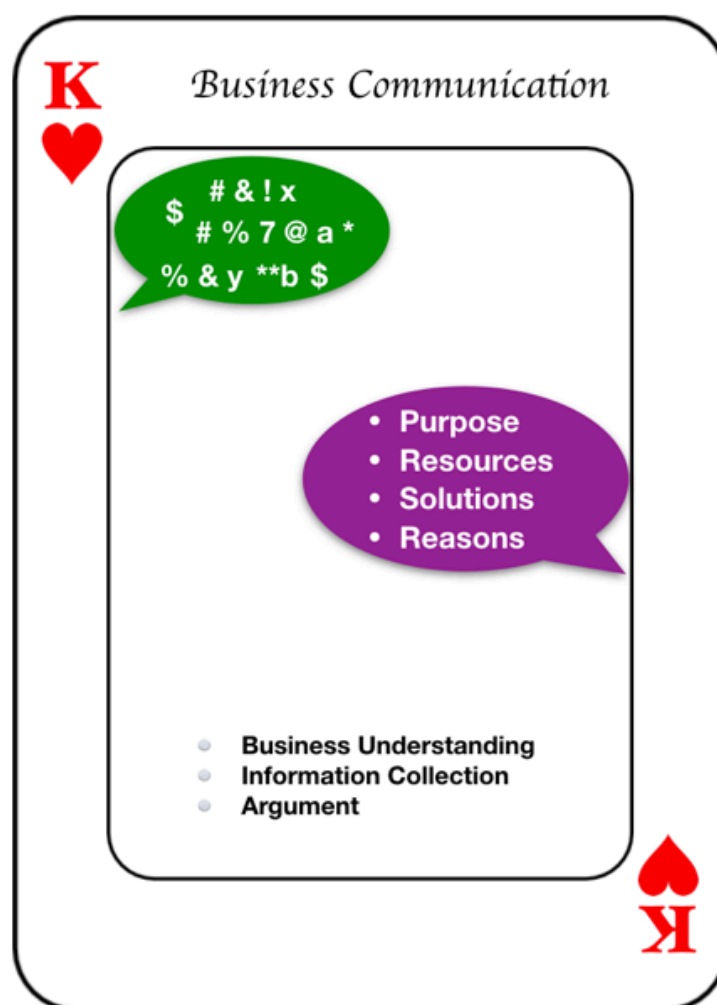 K
Business Communication
# & ! x
$
# % 7 @ a *
% & y **b $
• Purpose
• Resources
• Solutions
• Reasons
Business Understanding
Information Collection
Argument
K